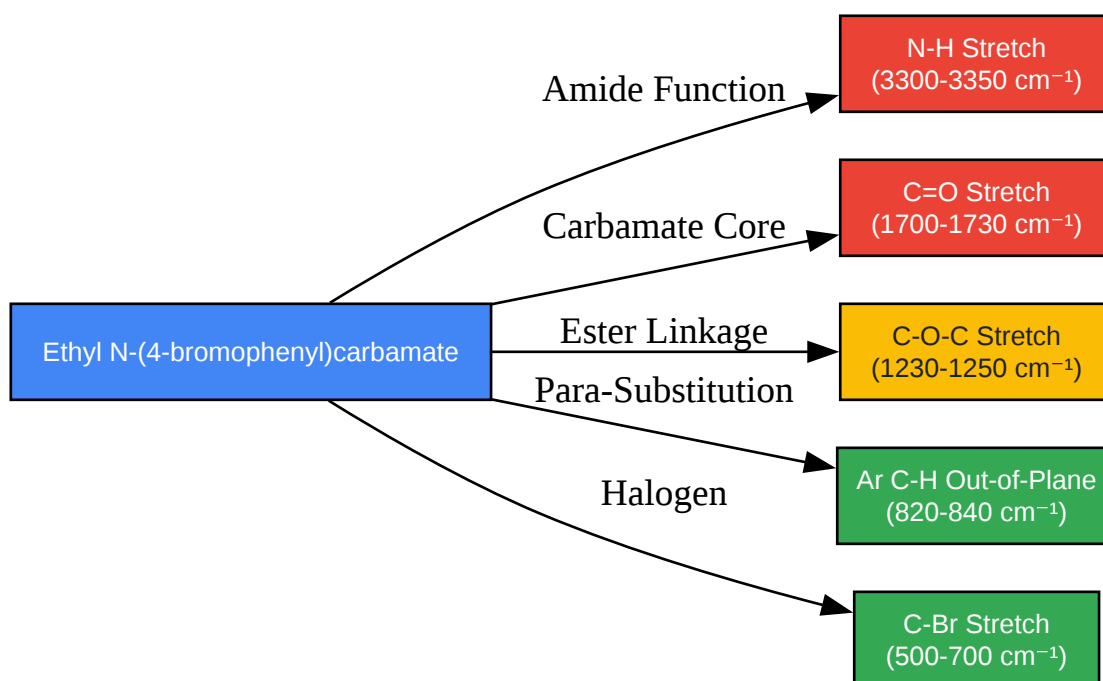 N-H Stretch
(3300-3350 cm⁻¹)
Amide Function
C=O Stretch
(1700-1730 cm⁻¹)
Carbamate Core
Ethyl N-(4-bromophenyl)carbamate
Ester Linkage
C-O-C Stretch
(1230-1250 cm⁻¹)
Para-Substitution
Ar C-H Out-of-Plane
(820-840 cm⁻¹)
Halogen
C-Br Stretch
(500-700 cm⁻¹)